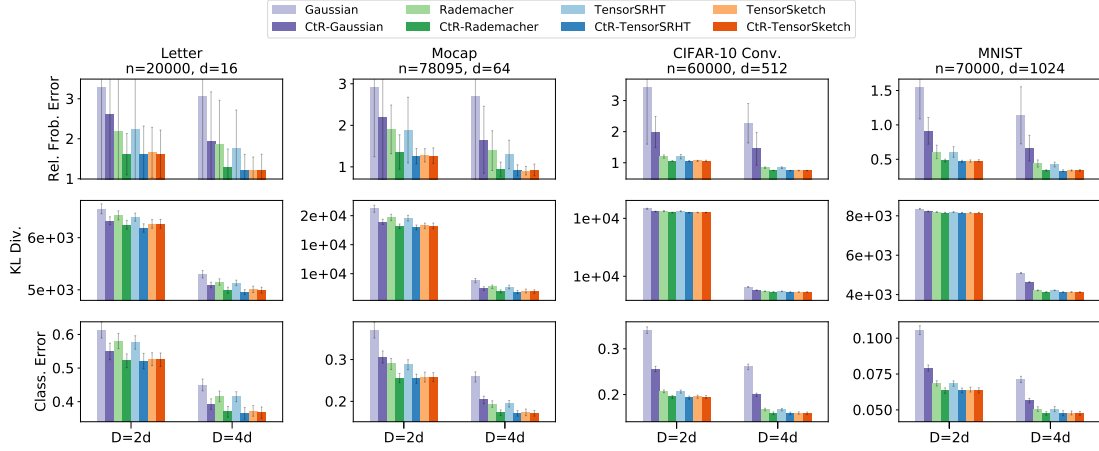 Gaussian Rademacher TensorSRHT TensorSketch
CtR-Gaussian CtR-Rademacher CtR-TensorSRHT CtR-TensorSketch
Letter
n=20000, d=16
Mocap
n=78095, d=64
CIFAR-10 Conv.
n=60000, d=512
MNIST
n=70000, d=1024
Rel. Prob. Error
3
2
1
3
2
1
3
2
1
1.5
1.0
0.5
KL Div.
6e+03
5e+03
2e+04
1e+04
1e+04
1e+04
1e+04
8e+03
6e+03
4e+03
Class. Error
0.6
0.5
0.4
0.3
0.2
0.3
0.2
0.100
0.075
0.050
D=2d D=4d D=2d D=4d D=2d D=4d D=2d D=4d